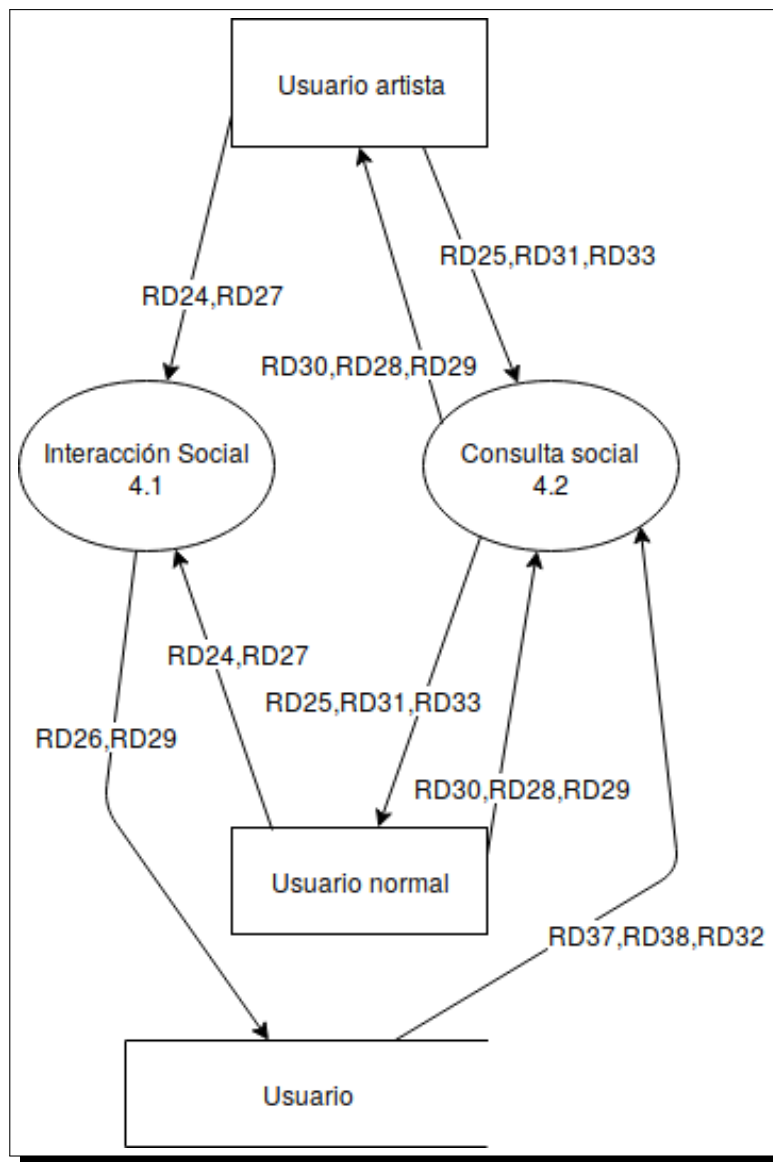 Usuario artista
RD25,RD31,RD33
RD24,RD27
RD30,RD28,RD29
Interacción Social
4.1
Consulta social
4.2
RD24,RD27
RD25,RD31,RD33
RD26,RD29
RD30,RD28,RD29
Usuario normal
RD37,RD38,RD32
Usuario